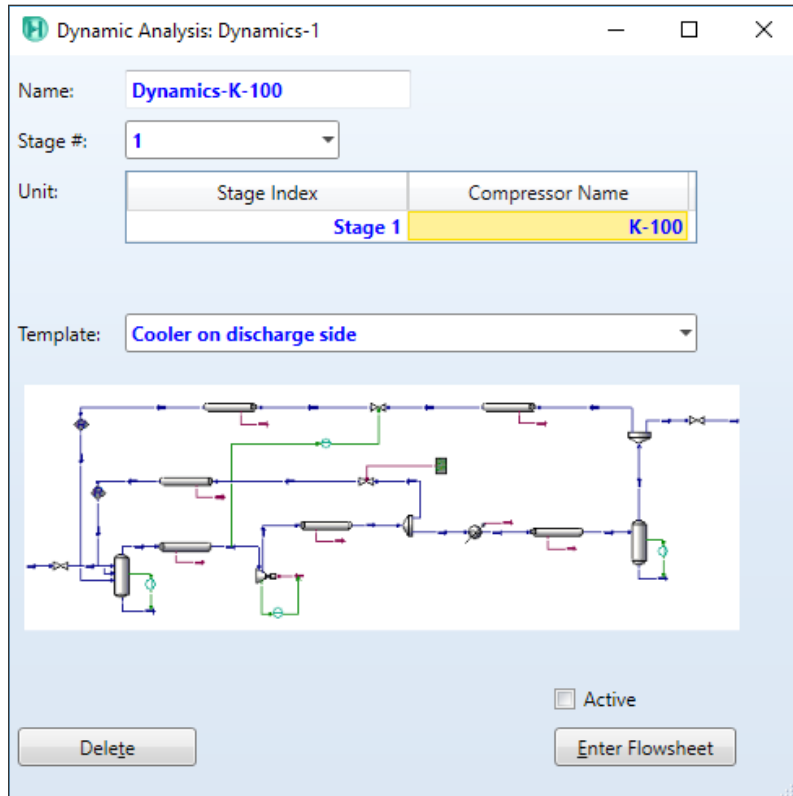 Dynamic Analysis: Dynamics-1
Name: Dynamics-K-100
Stage #: 1
Unit: Stage Index Compressor Name
Stage 1 K-100
Template: Cooler on discharge side
Active
Delete Enter Flowsheet